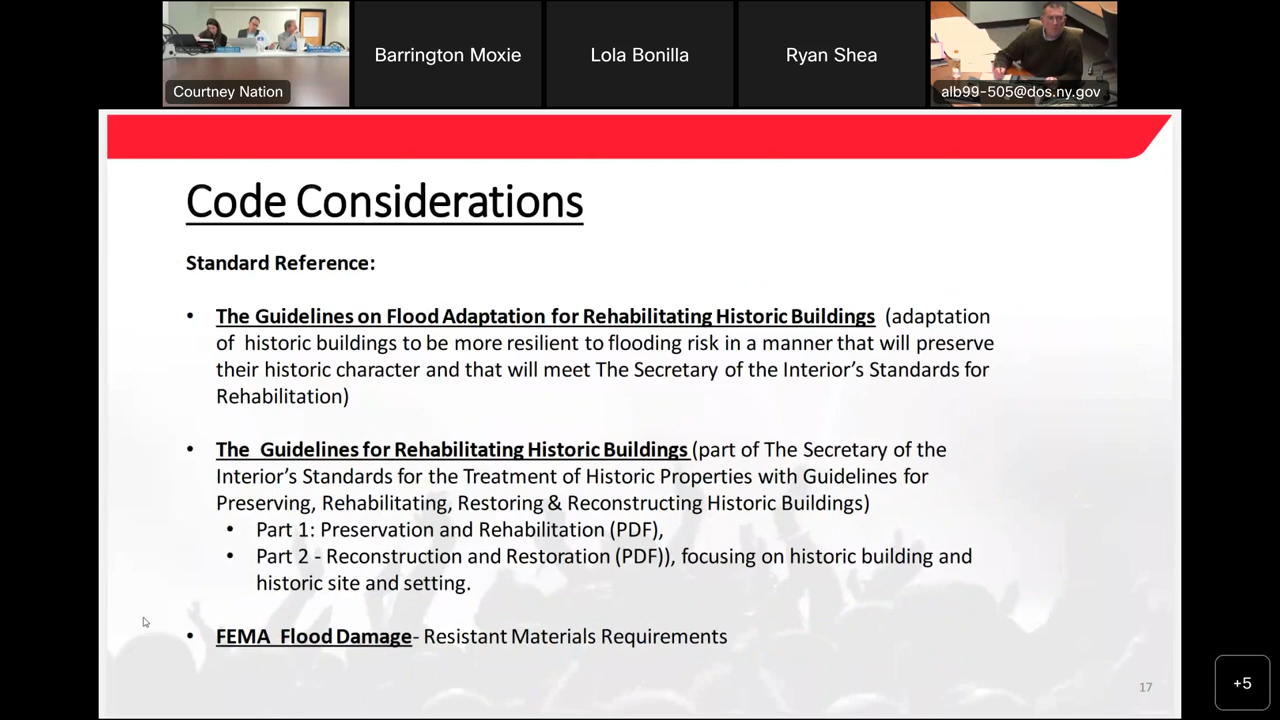 Courtney Nation
Barrington Moxie
Lola Bonilla
Ryan Shea
alb99-505@dos.ny.gov
Code Considerations
Standard Reference:
• The Guidelines on Flood Adaptation for Rehabilitating Historic Buildings (adaptation
of historic buildings to be more resilient to flooding risk in a manner that will preserve
their historic character and that will meet The Secretary of the Interior's Standards for
Rehabilitation)
• The Guidelines for Rehabilitating Historic Buildings (part of The Secretary of the
Interior's Standards for the Treatment of Historic Properties with Guidelines for
Preserving, Rehabilitating, Restoring & Reconstructing Historic Buildings)
• Part 1: Preservation and Rehabilitation (PDF),
• Part 2 - Reconstruction and Restoration (PDF)), focusing on historic building and
historic site and setting.
• FEMA Flood Damage- Resistant Materials Requirements
17
+5